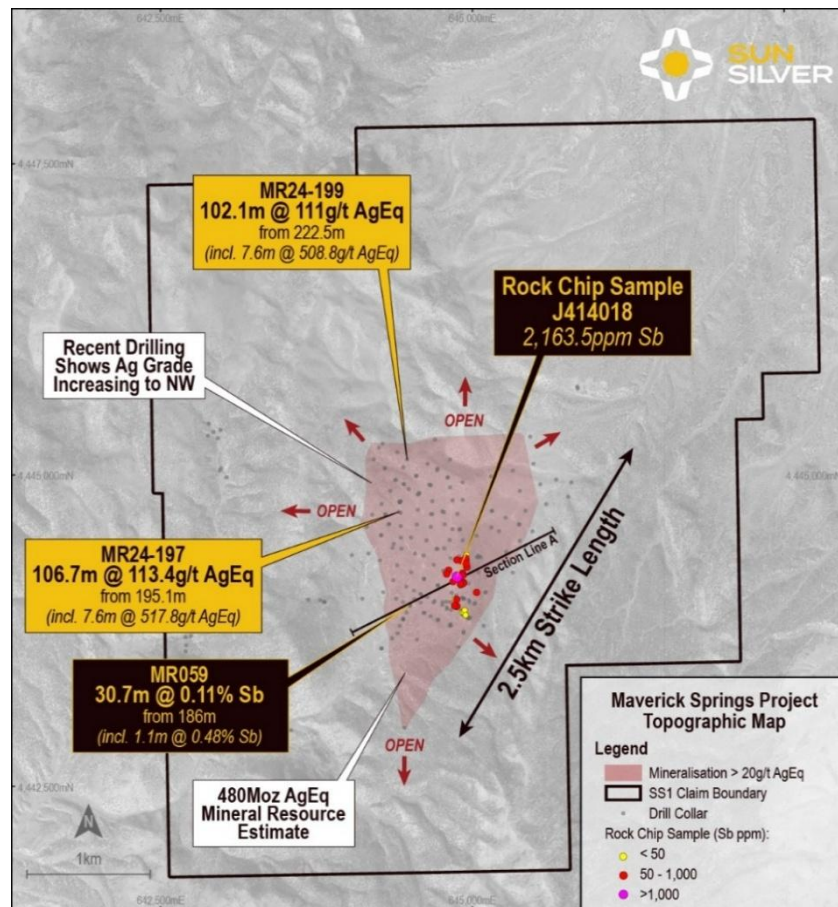 642,500mE
645,000mE
SUN
SILVER
4,447,500mN
MR24-199
102.1m @ 111g/t AgEq
from 222.5m
(incl. 7.6m @ 508.8g/t AgEq)
Rock Chip Sample
J414018
2,163.5ppm Sb
Recent Drilling
Shows Ag Grade
Increasing to NW
OPEN
4,445,000mN
4,445,000mN
OPEN
MR24-197
106.7m @ 113.4g/t AgEq
from 195.1m
(incl. 7.6m @ 517.8g/t AgEq)
Section Line A'
2.5km Strike Length
MR059
30.7m @ 0.11% Sb
from 186m
(incl. 1.1m @ 0.48% Sb)
OPEN
480Moz AgEq
Mineral Resource
Estimate
4,442,500mN
N
1km
642,500mE
645,000mE
Maverick Springs Project
Topographic Map
Legend
Mineralisation > 20g/t AgEq
SS1 Claim Boundary
Drill Collar
Rock Chip Sample (Sb ppm):
< 50
50 - 1,000
>1,000